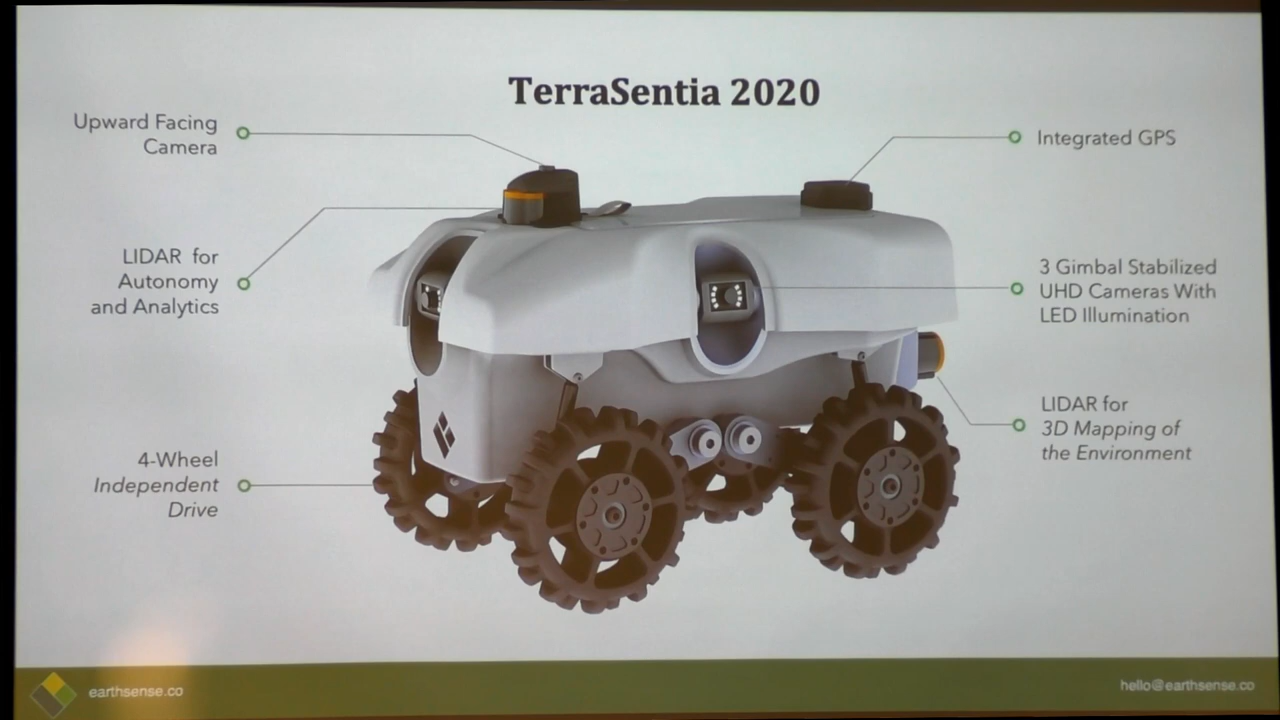 TerraSentia 2020
Upward Facing
Camera
LIDAR for
Autonomy
and Analytics
4-Wheel
Independent
Drive
Integrated GPS
3 Gimbal Stabilized
UHD Cameras With
LED Illumination
LIDAR for
3D Mapping of
the Environment
earthsense.co
hello@earthsense.co